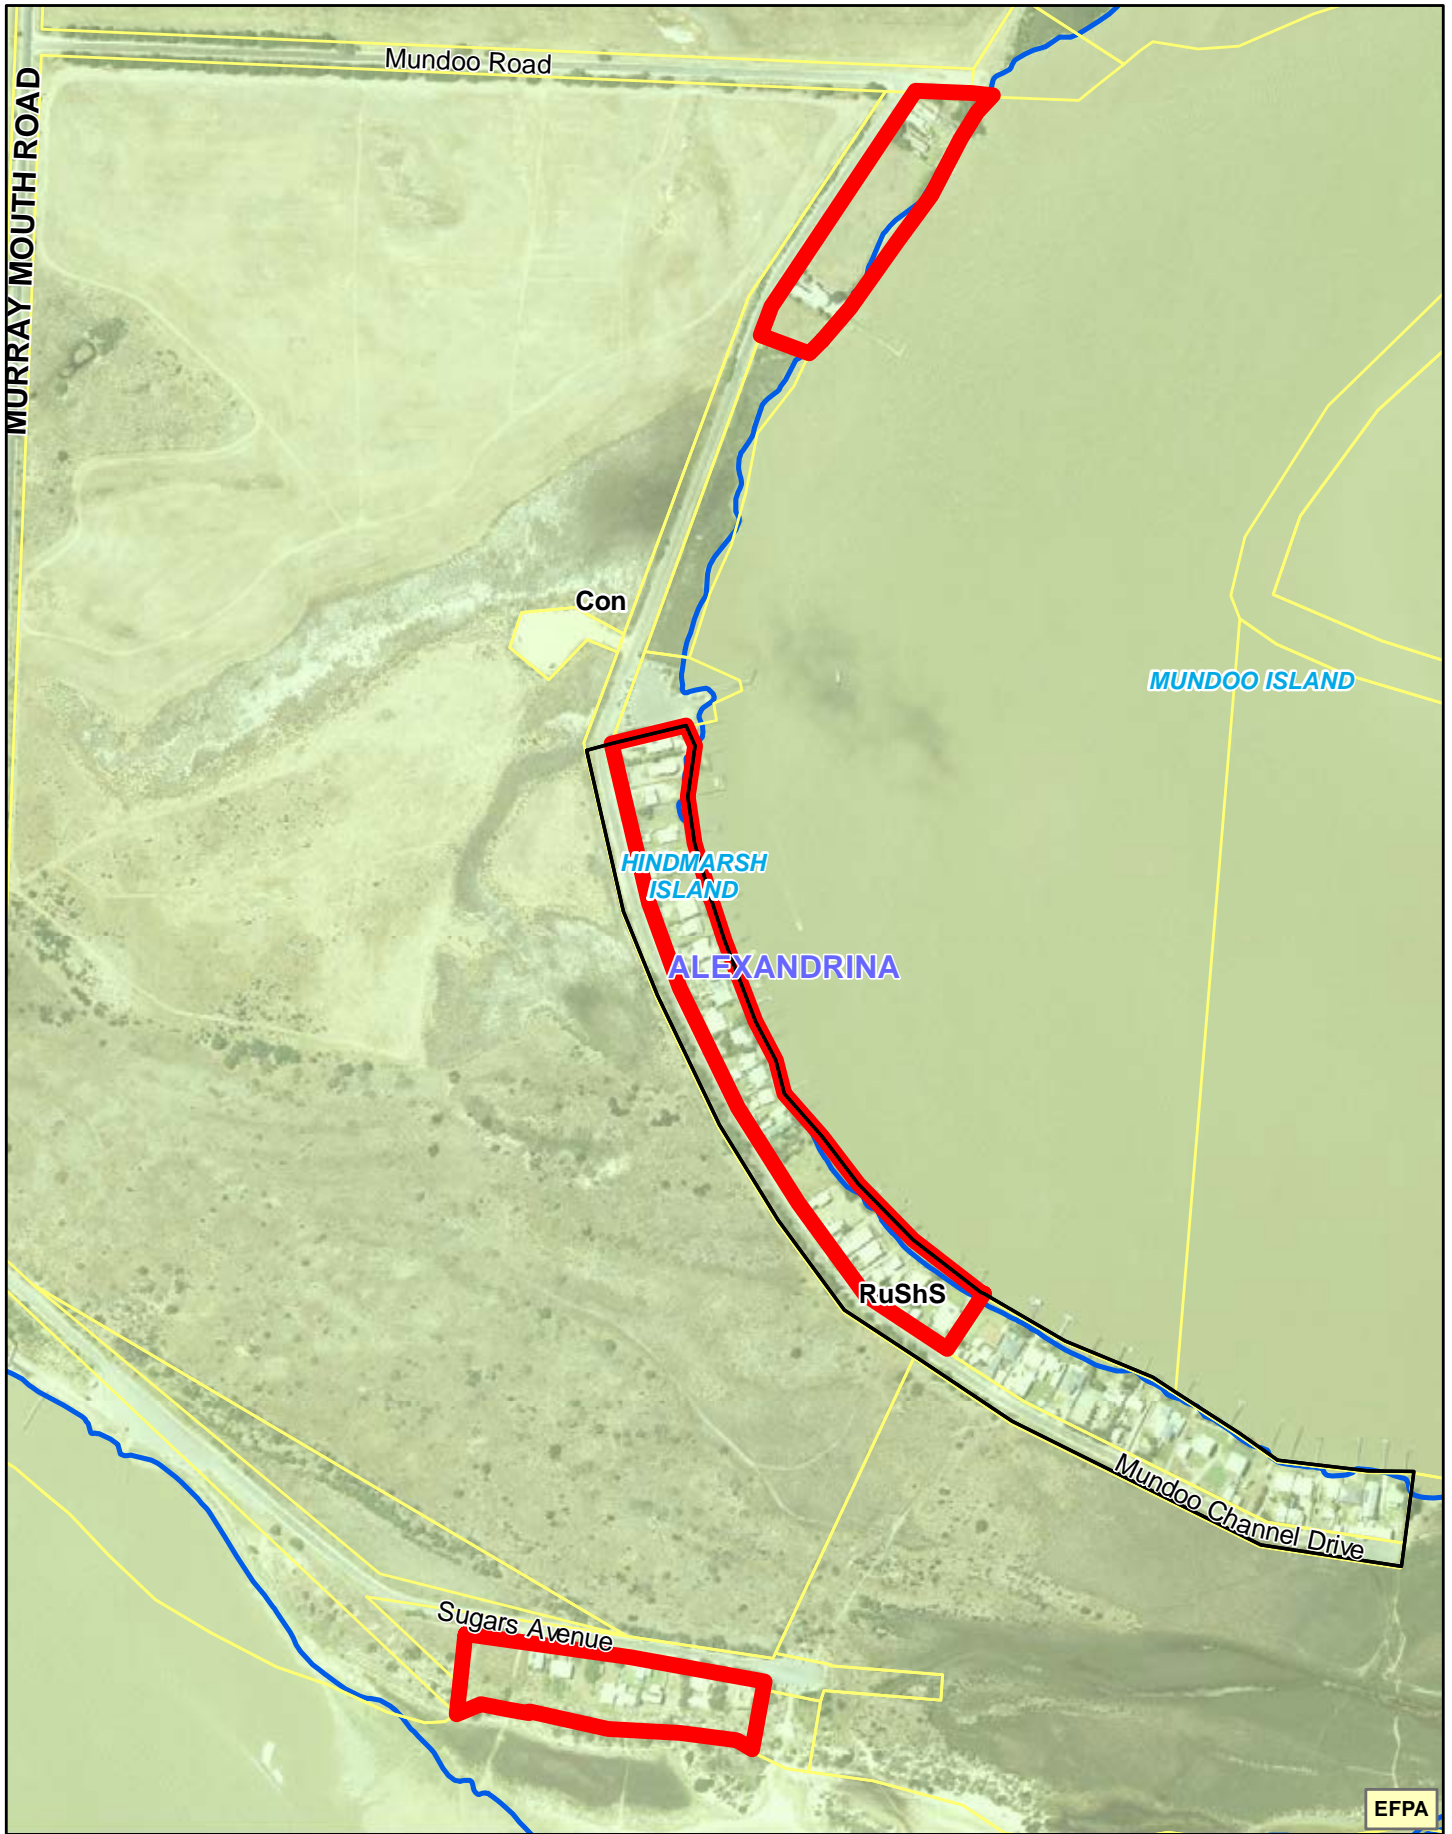 Mundoo Road
MURRAY MOUTH ROAD
Con
MUNDOO ISLAND
HINDMARSH
ISLAND
ALEXANDRINA
RuShS
Mundoo Channel Drive
Sugars Avenue
EFPA